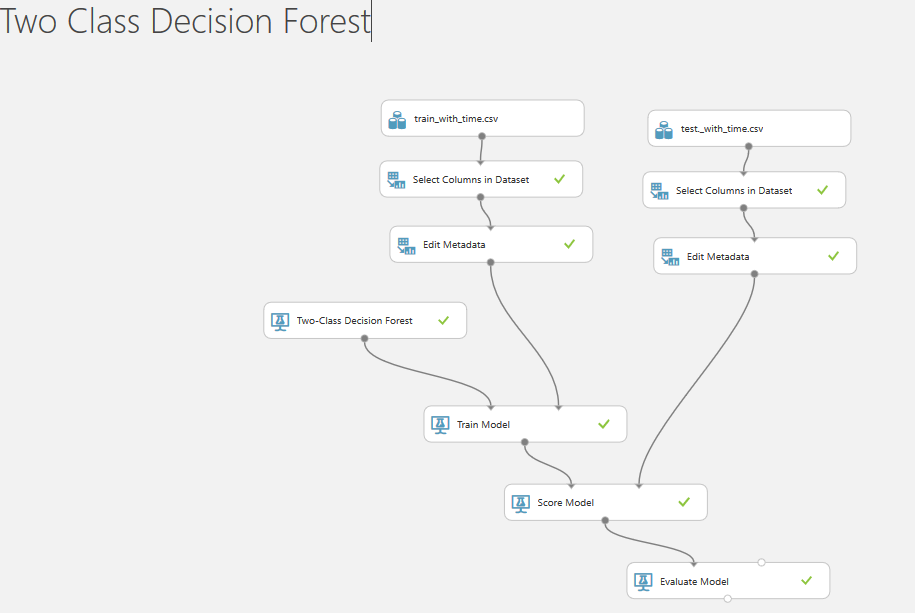 Two Class Decision Forest
train_with_time.csv
test._with_time.csv
Select Columns in Dataset
Select Columns in Dataset
Edit Metadata
Edit Metadata
Two-Class Decision Forest
Train Model
Score Model
Evaluate Model